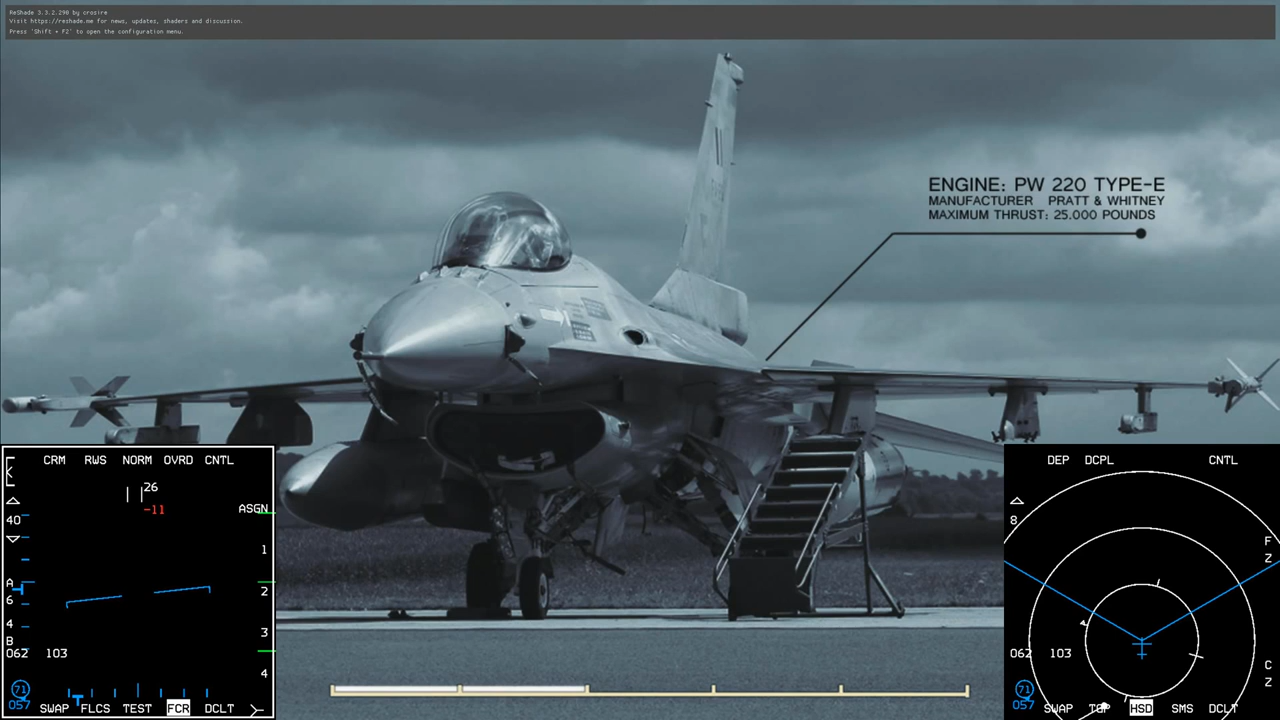 ReShade 3.3.2.290 by crosire
Visit https://reshade.me for news, updates, shaders and discussion.
Press 'Shift + F2' to open the configuration menu.
ENGINE: PW 220 TYPE-E
MANUFACTURER PRATT & WHITNEY
MAXIMUM THRUST: 25.000 POUNDS
CRM RWS NORM OVRD CNTL
26
-11
ASGN
40
1
A
6
2
4
B
3
062 103
4
71
057
SWAP FLCS TEST FCR DCLT
DEP DCPL CNTL
8
F
Z
062 103
C
Z
71
057
SWAP TGP HSD SMS DCLT